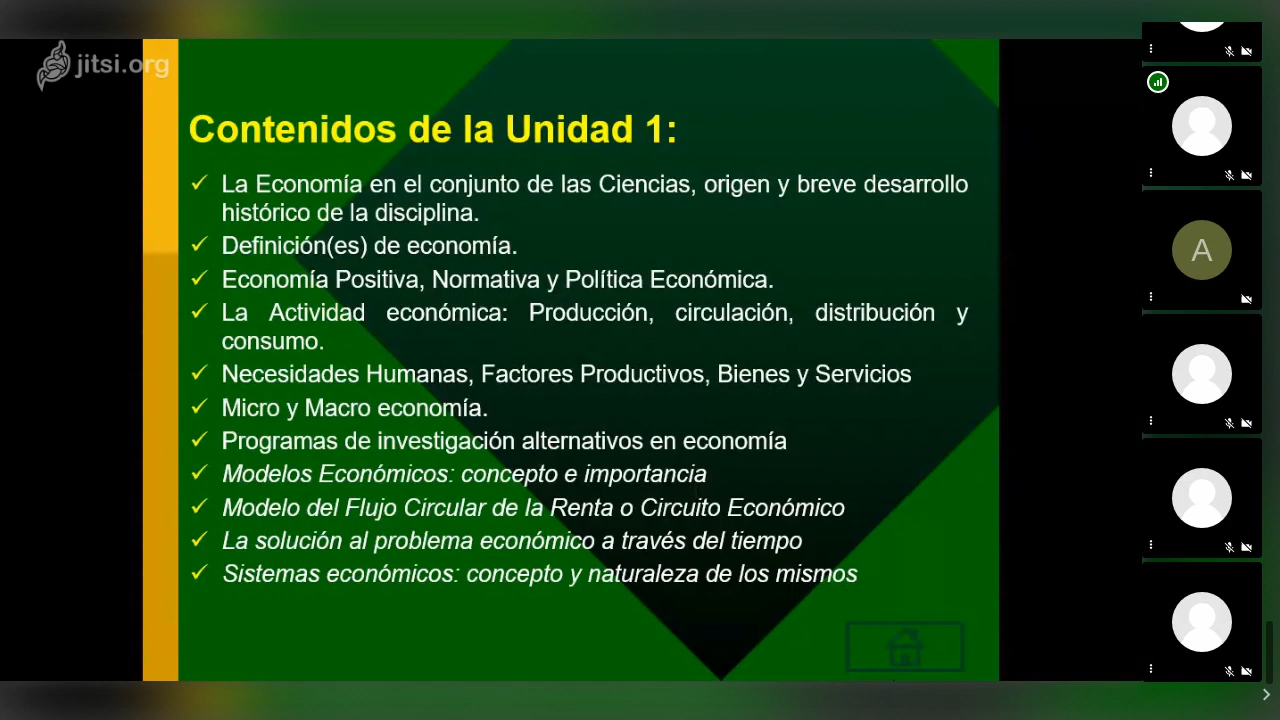 jitsi.org
Contenidos de la Unidad 1:
La Economía en el conjunto de las Ciencias, origen y breve desarrollo
histórico de la disciplina.
Definición(es) de economía.
Economía Positiva, Normativa y Política Económica.
La Actividad económica: Producción, circulación, distribución y
consumo.
Necesidades Humanas, Factores Productivos, Bienes y Servicios
Micro y Macro economía.
Programas de investigación alternativos en economía
Modelos Económicos: concepto e importancia
Modelo del Flujo Circular de la Renta o Circuito Económico
La solución al problema económico a través del tiempo
Sistemas económicos: concepto y naturaleza de los mismos
A